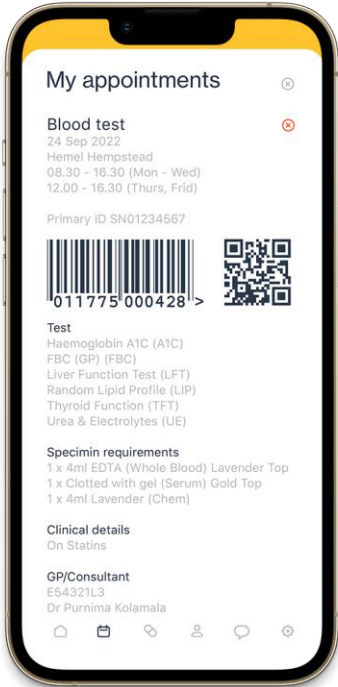 My appointments
Blood test
24 Sep 2022
Hemel Hempstead
08.30 - 16.30 (Mon - Wed)
12.00 - 16.30 (Thurs, Frid)
Primary ID SN01234567
011775 000428 >
Test
Haemoglobin A1C (A1C)
FBC (GP) (FBC)
Liver Function Test (LFT)
Random Lipid Profile (LIP)
Thyroid Function (TFT)
Urea & Electrolytes (UE)
Specimin requirements
1 x 4ml EDTA (Whole Blood) Lavender Top
1 x Clotted with gel (Serum) Gold Top
1 x 4ml Lavender (Chem)
Clinical details
On Statins
GP/Consultant
E54321L3
Dr Purnima Kolamala